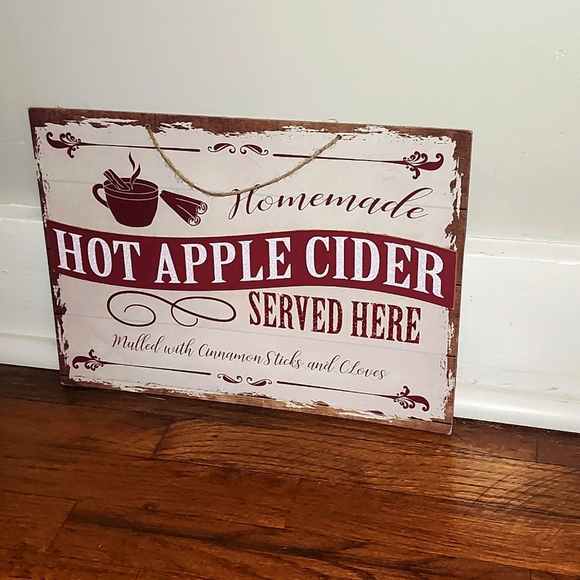 Homemade
HOT APPLE CIDER
SERVED HERE
Mulled with Cinnamon Sticks and CLoves